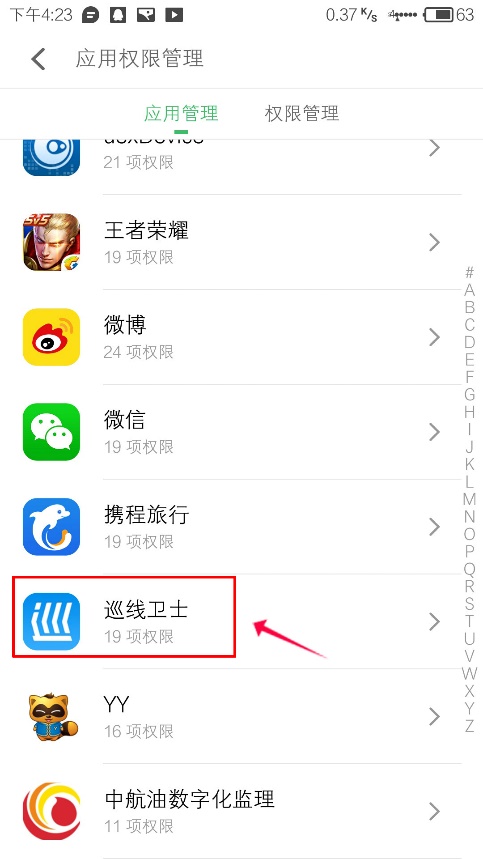 下午4:23
0.37 K/s
63
应用权限管理
应用管理
权限管理
21 项权限
5V5
王者荣耀
19 项权限
微博
24 项权限
微信
19 项权限
携程旅行
19 项权限
巡线卫士
19 项权限
YY
16 项权限
中航油数字化监理
11 项权限
#
A
B
C
D
E
F
G
H
I
J
K
L
M
N
O
P
Q
R
S
T
U
V
W
X
Y
Z